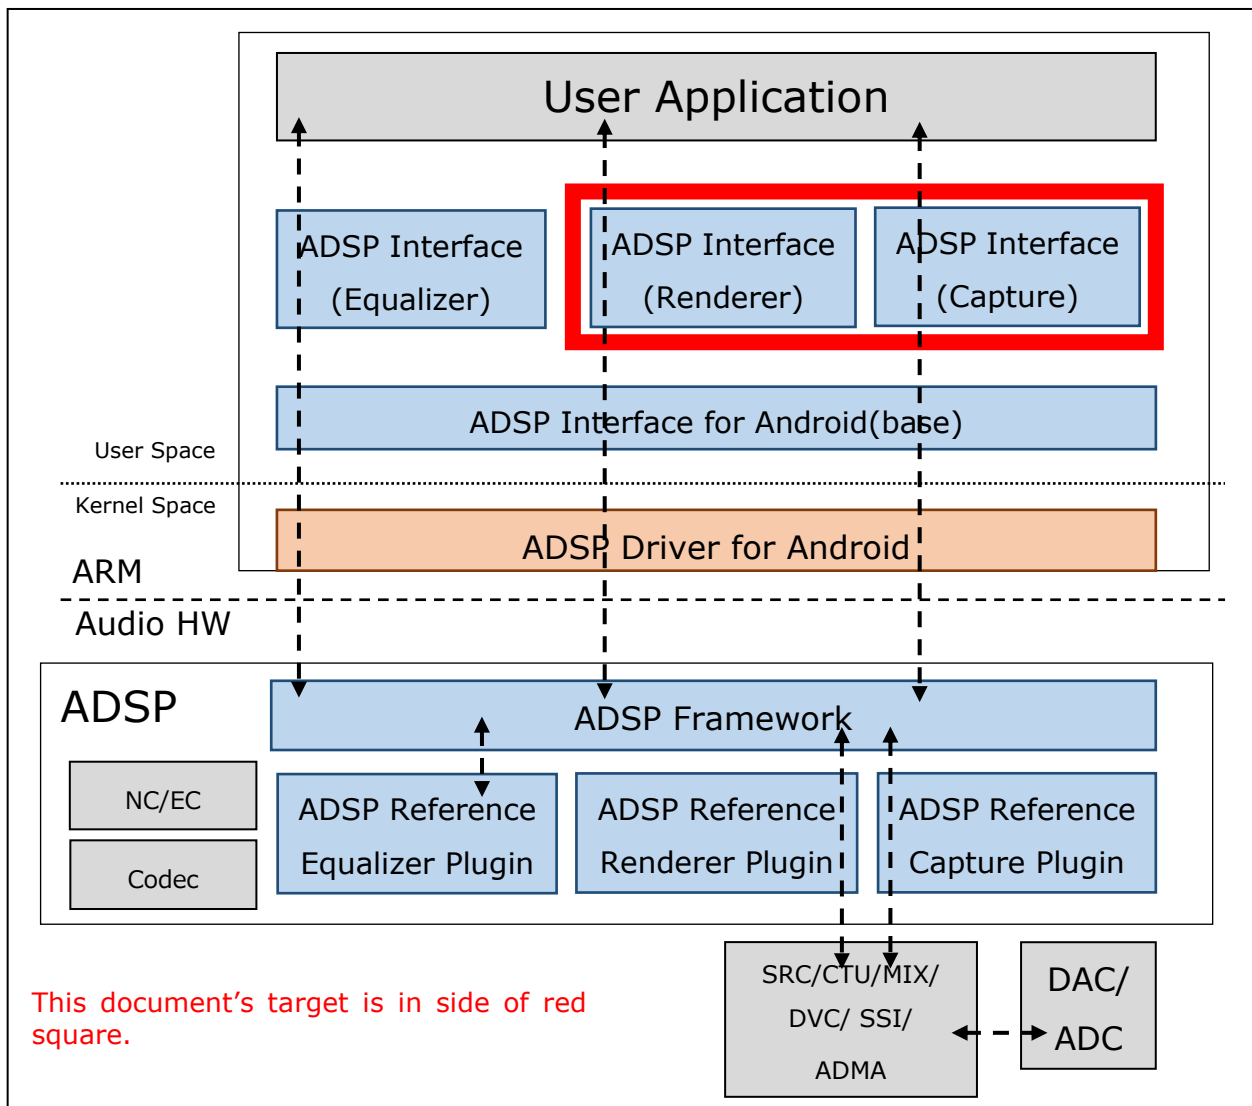 User Application
ADSP Interface
(Equalizer)
ADSP Interface
(Renderer)
ADSP Interface
(Capture)
ADSP Interface for Android(base)
User Space
Kernel Space
ADSP Driver for Android
ARM
Audio HW
ADSP
ADSP Framework
NC/EC
Codec
ADSP Reference
Equalizer Plugin
ADSP Reference
Renderer Plugin
ADSP Reference
Capture Plugin
SRC/CTU/MIX/
DVC/ SSI/
ADMA
DAC/
ADC
This document’s target is in side of red
square.